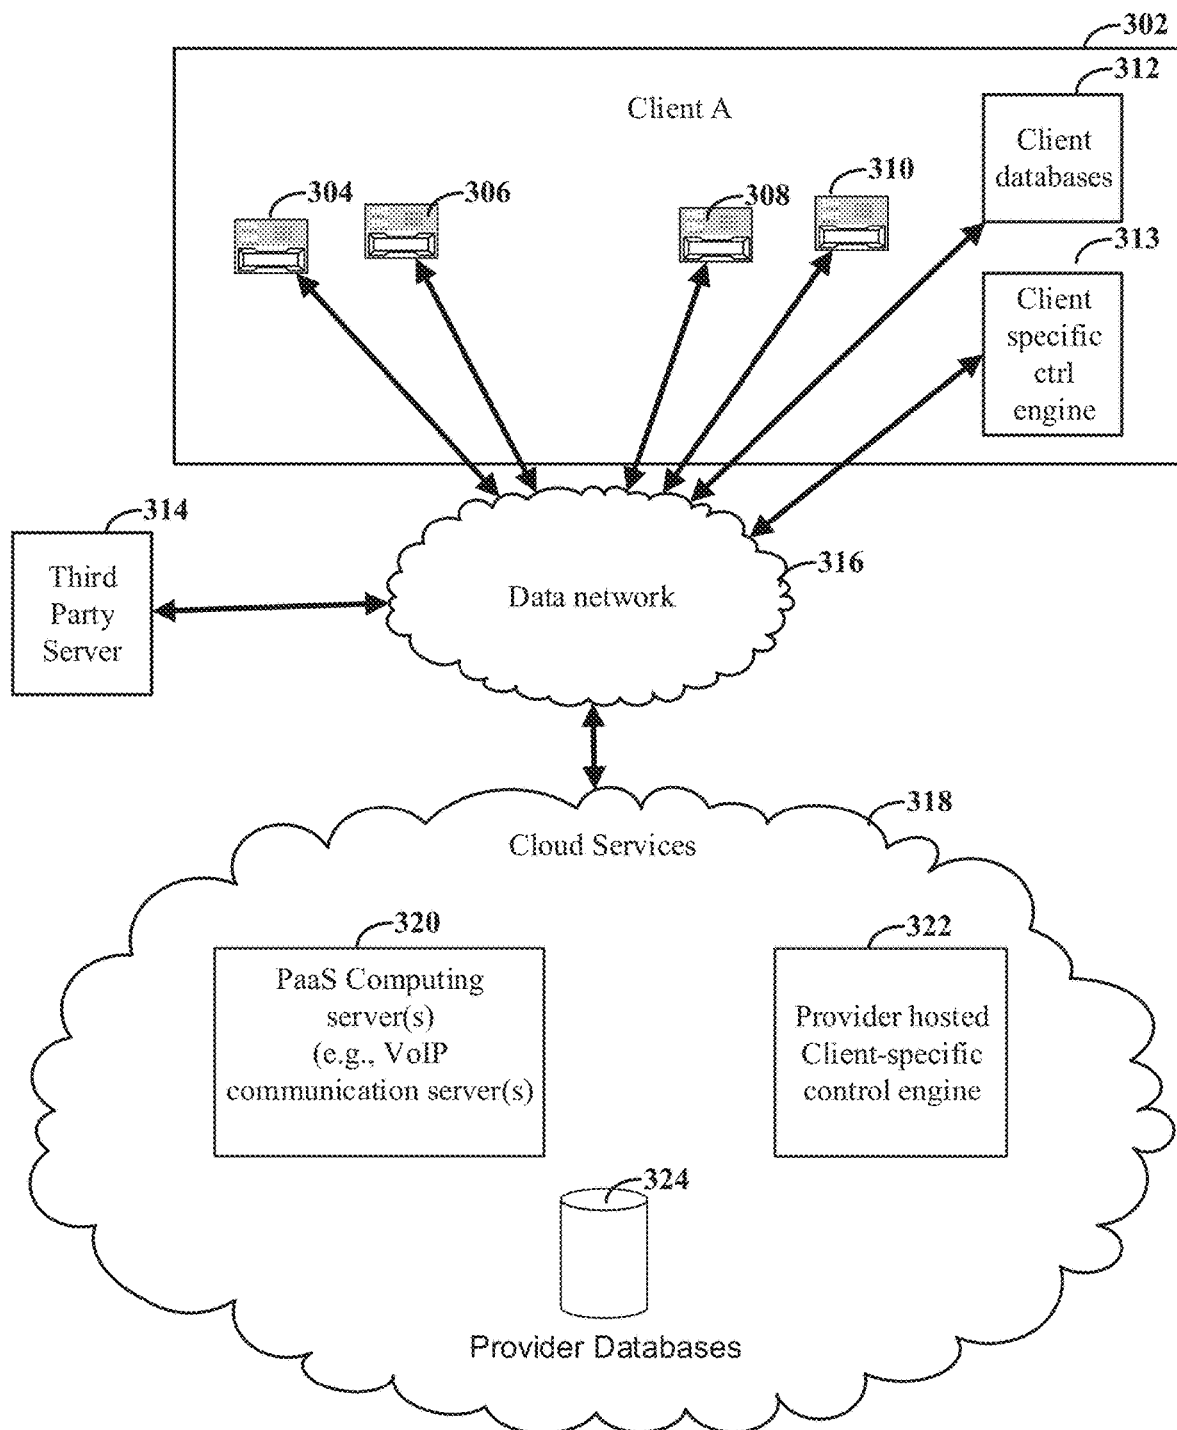 302
312
Client A
Client
databases
304
306
308
310
313
Client
specific
ctrl
engine
314
Third
Party
Server
316
Data network
318
Cloud Services
320
PaaS Computing
server(s)
(e.g., VoIP
communication server(s)
322
Provider hosted
Client-specific
control engine
324
Provider Databases